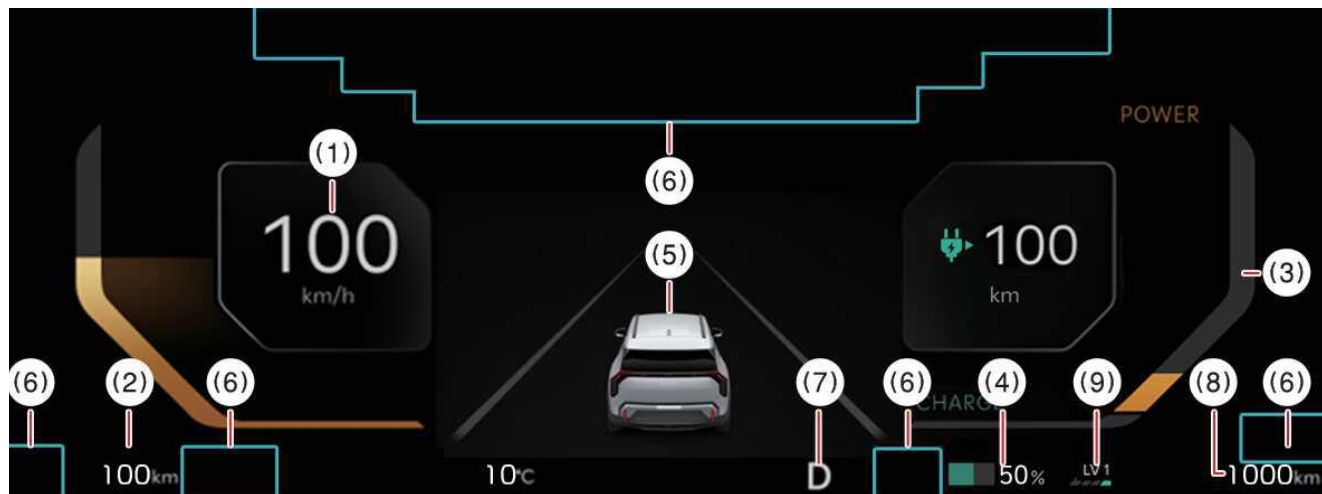 POWER
(1)
(6)
100
km/h
(5)
100
km
(3)
(6)
(2)
(6)
(7)
(6)
(4)
(9)
(8)
(6)
CHARG
100km
10°C
D
50%
LV 1
1000km